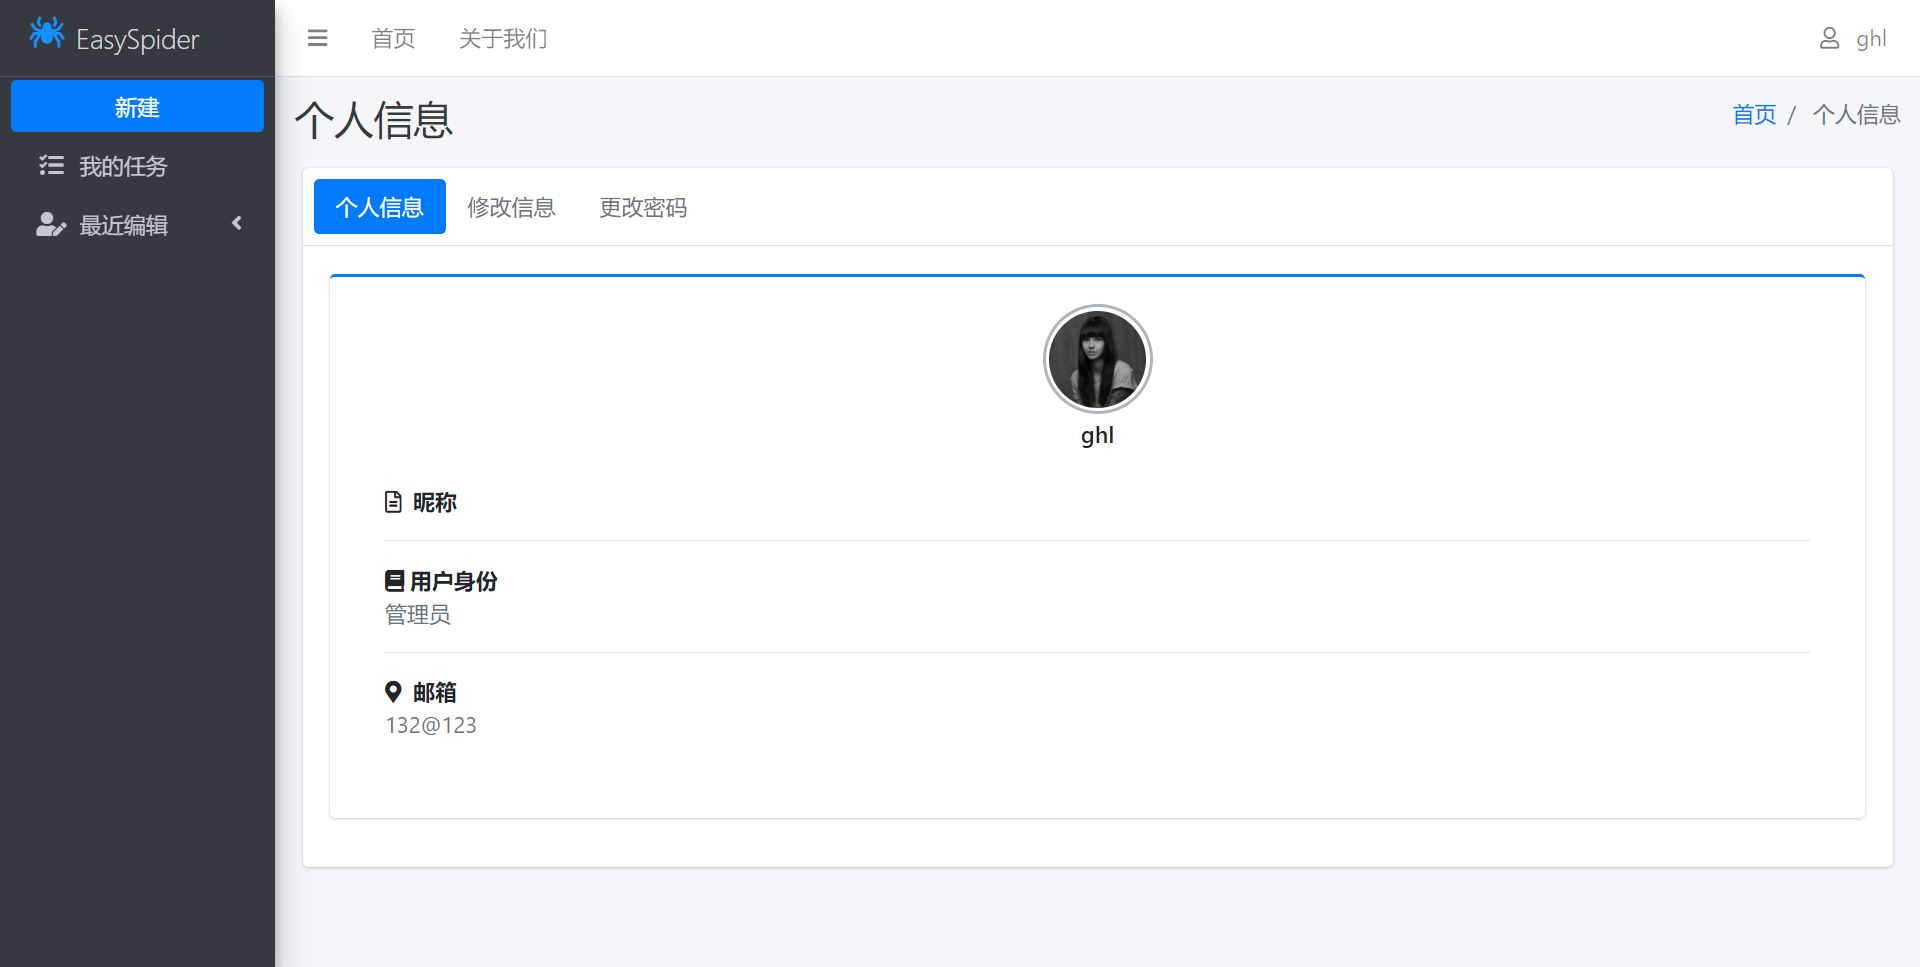 EasySpider
首页
关于我们
ghl
新建
我的任务
最近编辑
个人信息
首页 / 个人信息
个人信息
修改信息
更改密码
ghl
昵称
用户身份
管理员
邮箱
132@123